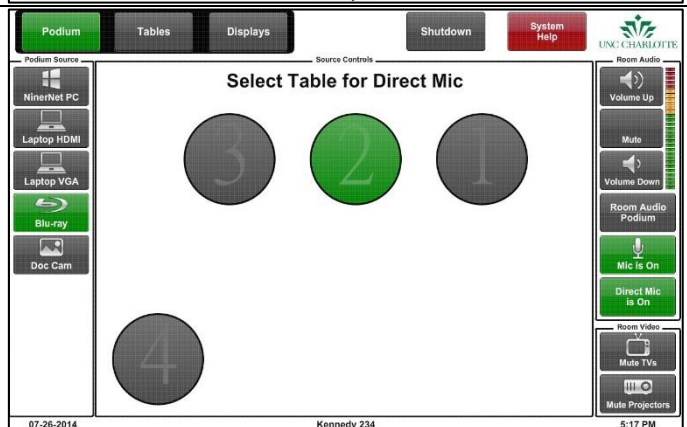 Podium
Tables
Displays
Shutdown
System
Help
UNC CHARLOTTE
Podium Source
NinerNet PC
Laptop HDMI
Laptop VGA
Blu-ray
Doc Cam
Source Controls
Select Table for Direct Mic
3
2
1
4
Room Audio
Volume Up
Mute
Volume Down
Room Audio
Podium
Mic is On
Direct Mic
is On
Room Video
Mute TVs
Mute Projectors
07-26-2014
Kennedy 234
5:17 PM